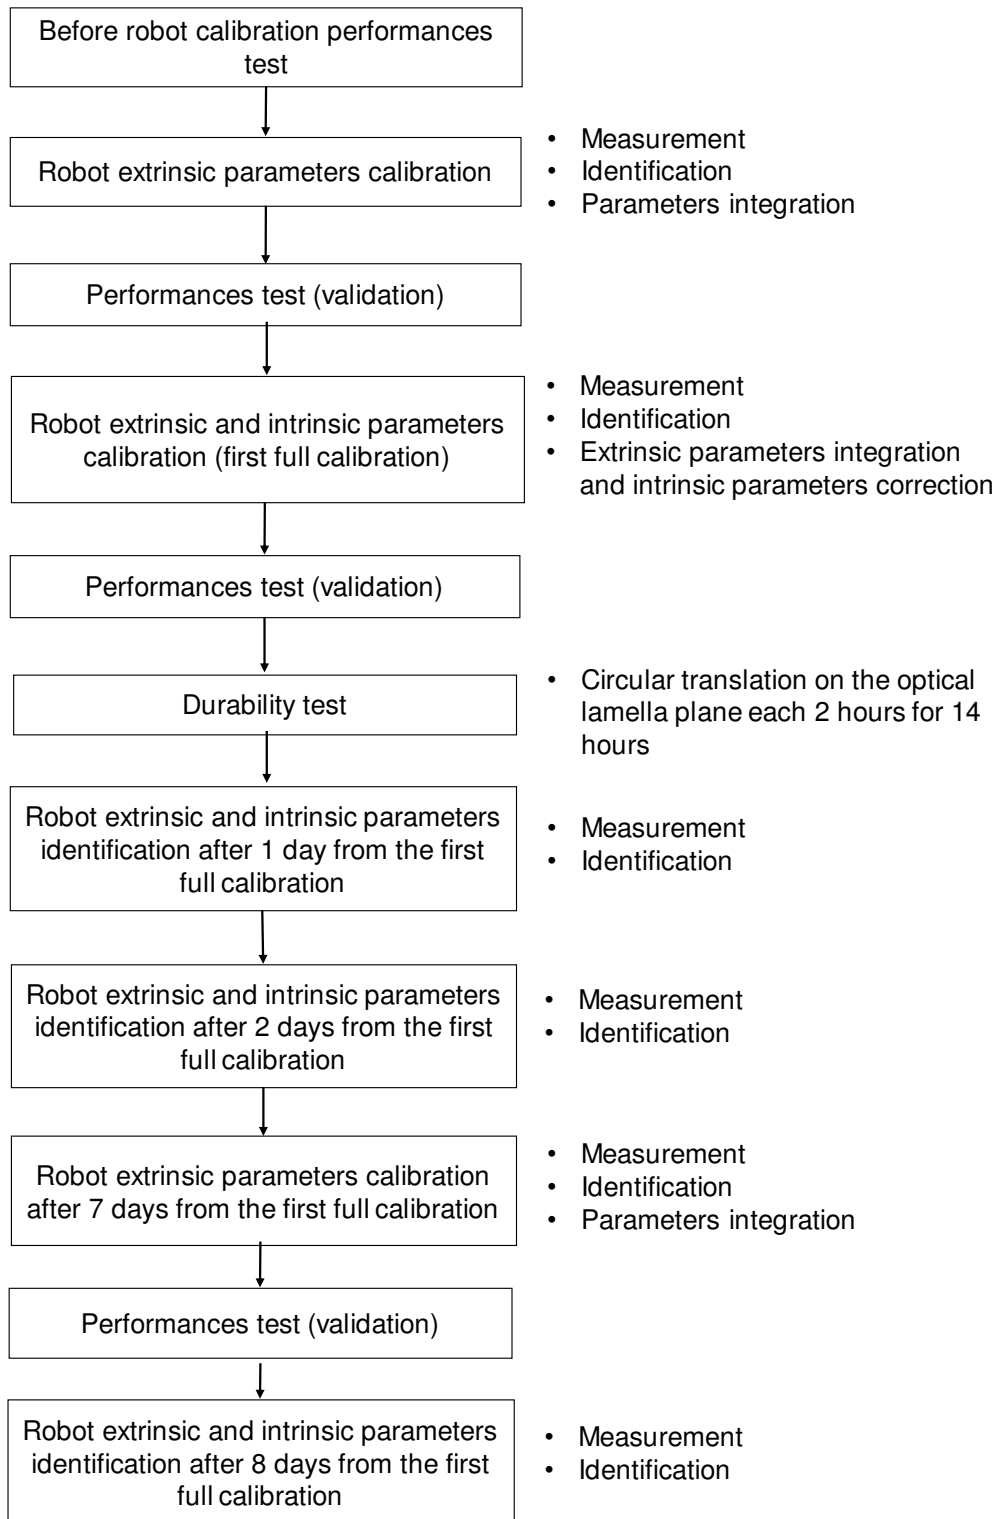 Before robot calibration performances
test
Robot extrinsic parameters calibration
• Measurement
• Identification
• Parameters integration
Performances test (validation)
Robot extrinsic and intrinsic parameters
calibration (first full calibration)
• Measurement
• Identification
• Extrinsic parameters integration
and intrinsic parameters correction
Performances test (validation)
Durability test
• Circular translation on the optical
lamella plane each 2 hours for 14
hours
Robot extrinsic and intrinsic parameters
identification after 1 day from the first
full calibration
• Measurement
• Identification
Robot extrinsic and intrinsic parameters
identification after 2 days from the first
full calibration
• Measurement
• Identification
Robot extrinsic parameters calibration
after 7 days from the first full calibration
• Measurement
• Identification
• Parameters integration
Performances test (validation)
Robot extrinsic and intrinsic parameters
identification after 8 days from the first
full calibration
• Measurement
• Identification